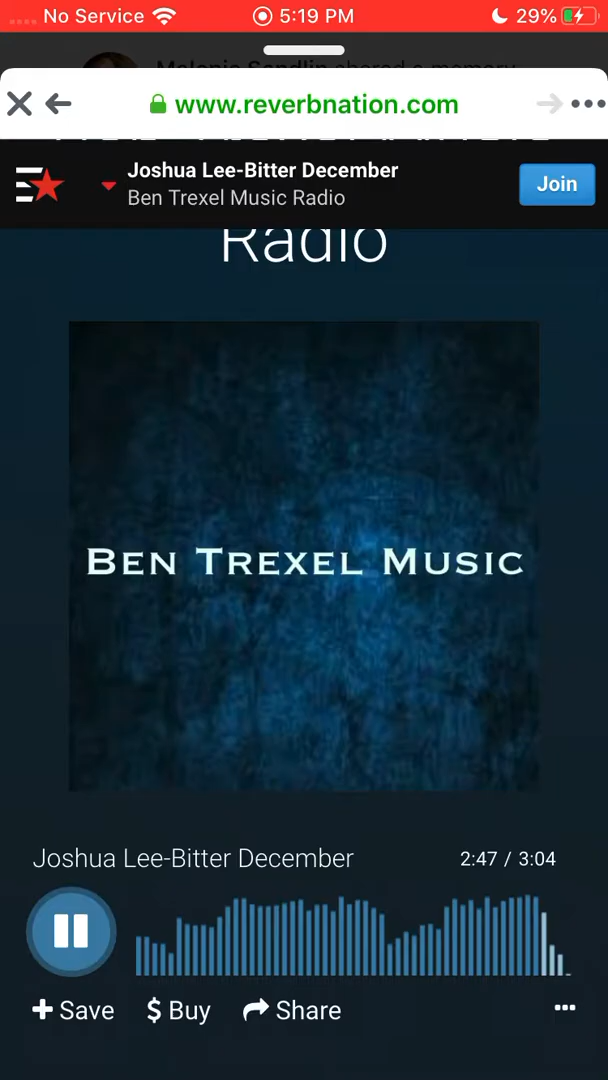 No Service 5:19 PM 29%
www.reverbnation.com
Joshua Lee-Bitter December
Ben Trexel Music Radio
Join
Radio
BEN TREXEL MUSIC
Joshua Lee-Bitter December 2:47 / 3:04
Save $ Buy Share